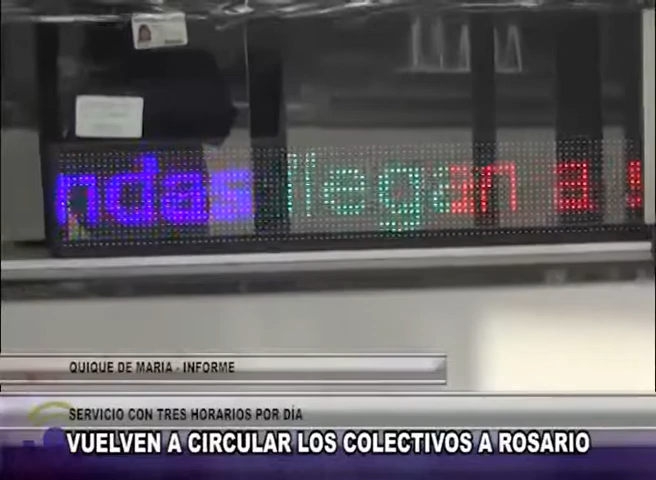 ndas llegan a
QUIQUE DE MARIA - INFORME
SERVICIO CON TRES HORARIOS POR DÍA
VUELVEN A CIRCULAR LOS COLECTIVOS A ROSARIO